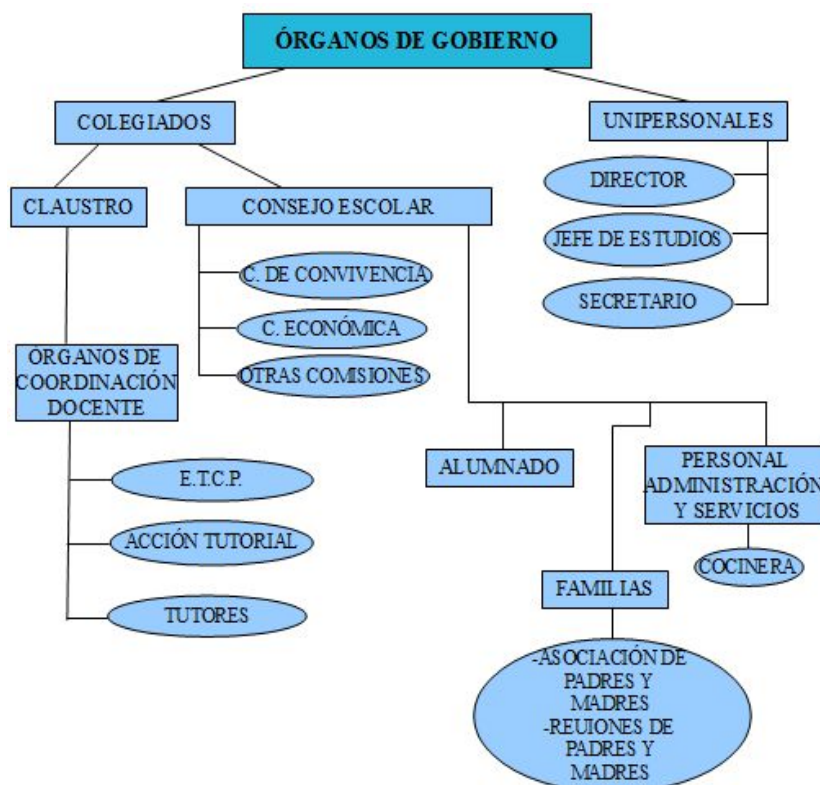 ÓRGANOS DE GOBIERNO
COLEGIADOS
UNIPERSONALES
DIRECTOR
JEFE DE ESTUDIOS
SECRETARIO
CLAUSTRO
CONSEJO ESCOLAR
C. DE CONVIVENCIA
C. ECONÓMICA
OTRAS COMISIONES
ÓRGANOS DE
COORDINACIÓN
DOCENTE
E.T.C.P.
ACCIÓN TUTORIAL
TUTORES
ALUMNADO
PERSONAL
ADMINISTRACIÓN
Y SERVICIOS
COCINERA
FAMILIAS
-ASOCIACIÓN DE
PADRES Y
MADRES
-REUIONES DE
PADRES Y
MADRES